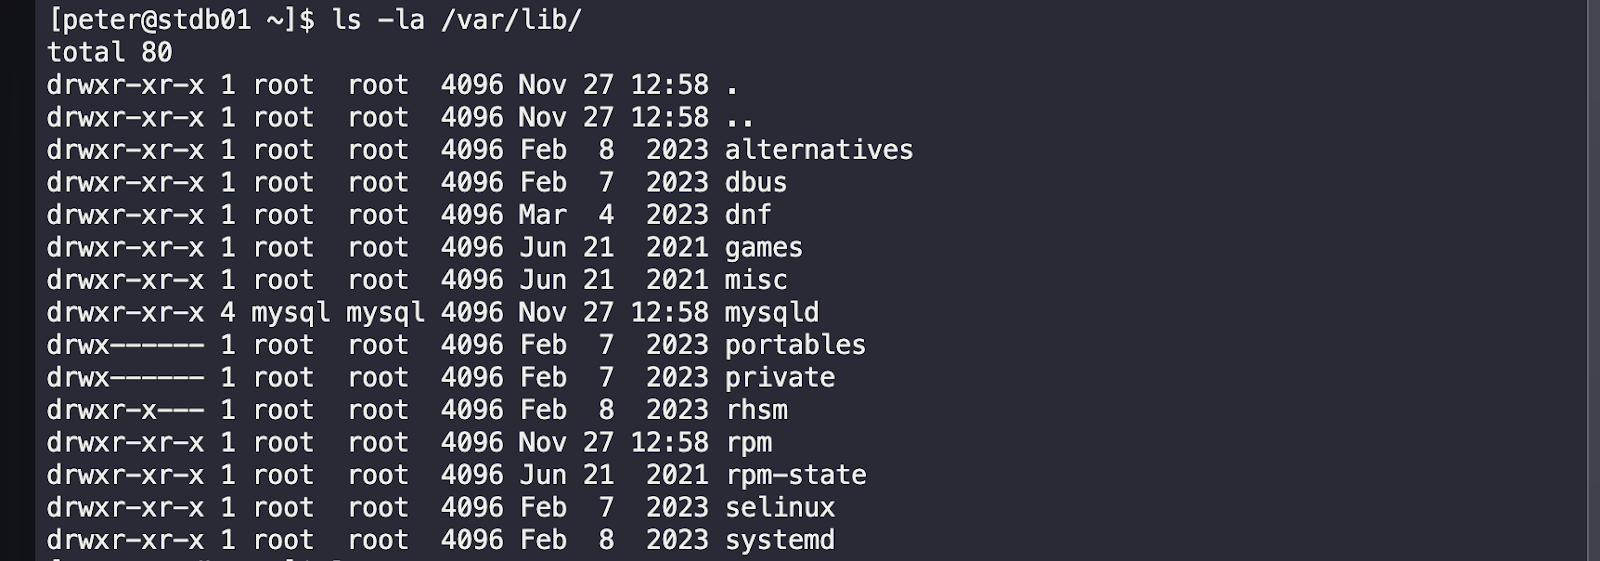 [peter@stdb01 ~]$ ls -la /var/lib/
total 80
drwxr-xr-x 1 root  root  4096 Nov 27 12:58 .
drwxr-xr-x 1 root  root  4096 Nov 27 12:58 ..
drwxr-xr-x 1 root  root  4096 Feb  8  2023 alternatives
drwxr-xr-x 1 root  root  4096 Feb  7  2023 dbus
drwxr-xr-x 1 root  root  4096 Mar  4  2023 dnf
drwxr-xr-x 1 root  root  4096 Jun 21  2021 games
drwxr-xr-x 1 root  root  4096 Jun 21  2021 misc
drwxr-xr-x 4 mysql mysql 4096 Nov 27 12:58 mysqld
drwx------ 1 root  root  4096 Feb  7  2023 portables
drwx------ 1 root  root  4096 Feb  7  2023 private
drwxr-x--- 1 root  root  4096 Feb  8  2023 rhsm
drwxr-xr-x 1 root  root  4096 Nov 27 12:58 rpm
drwxr-xr-x 1 root  root  4096 Jun 21  2021 rpm-state
drwxr-xr-x 1 root  root  4096 Feb  7  2023 selinux
drwxr-xr-x 1 root  root  4096 Feb  8  2023 systemd